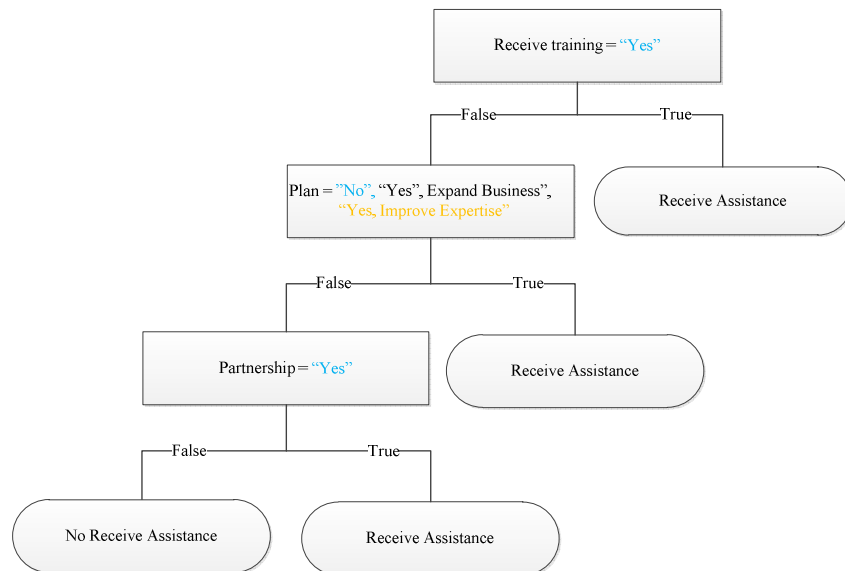 Receive training = “Yes”
False
True
Plan = ”No”, “Yes”, Expand Business”,
“Yes, Improve Expertise”
Receive Assistance
False
True
Partnership = “Yes”
Receive Assistance
False
True
No Receive Assistance
Receive Assistance